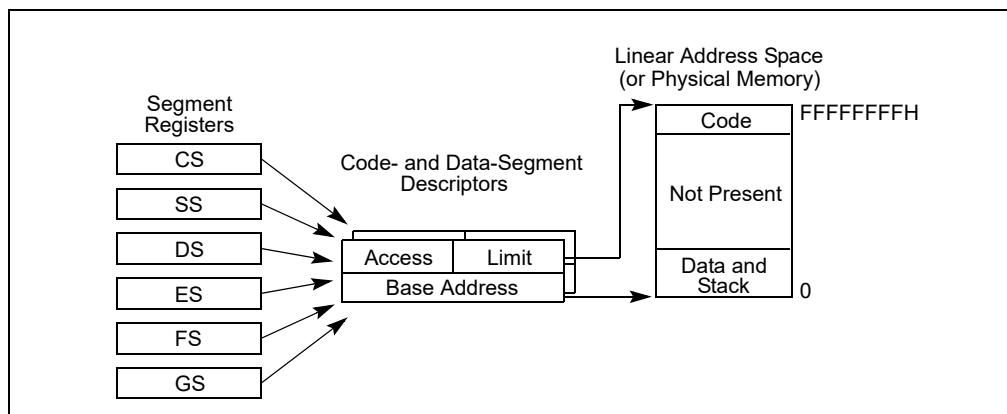 Linear Address Space
(or Physical Memory)
Segment
Registers
CS
SS
DS
ES
FS
GS
Code- and Data-Segment
Descriptors
Access
Limit
Base Address
Code
FFFFFFFFH
Not Present
Data and
Stack
0